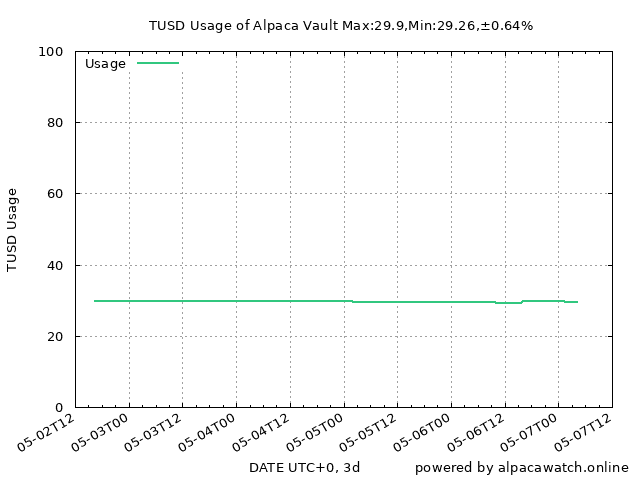 TUSD Usage of Alpaca Vault Max:29.9,Min:29.26,±0.64%
Usage
100
80
60
40
20
0
TUSD Usage
05-02T12
05-03T00
05-03T12
05-04T00
05-04T12
05-05T00
05-05T12
05-06T00
05-06T12
05-07T00
05-07T12
DATE UTC+0, 3d
powered by alpacawatch.online